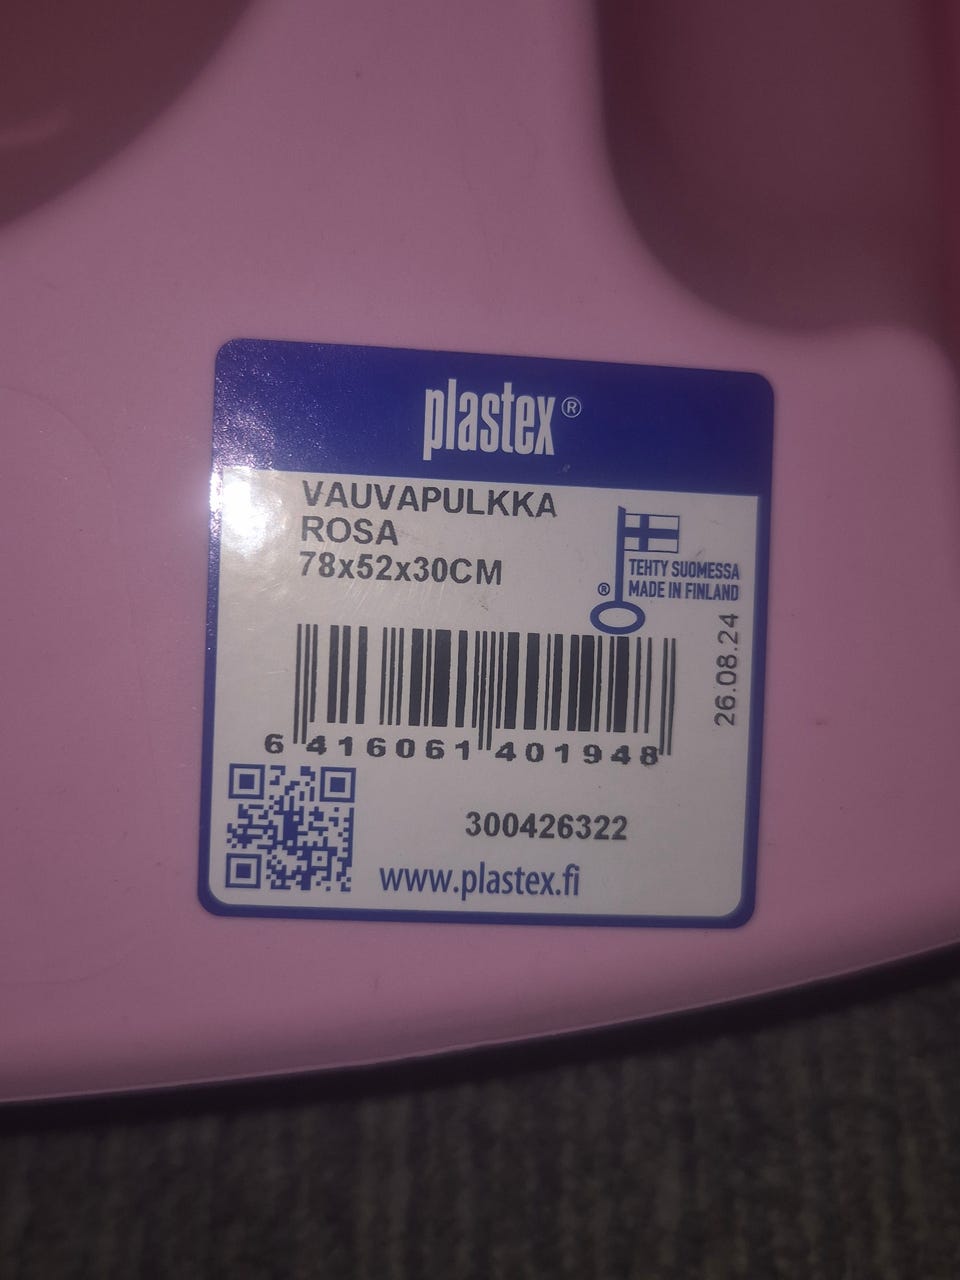 plastex®
VAUVAPULKKA
ROSA
78x52x30CM
TEHTY SUOMESSA
® MADE IN FINLAND
26.08.24
6 416061 401948
300426322
www.plastex.fi